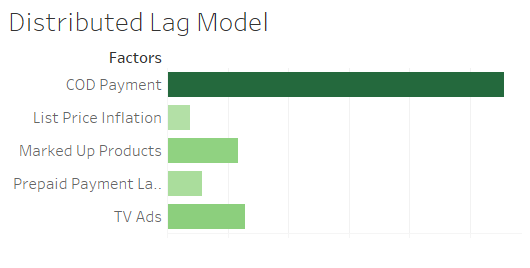 Distributed Lag Model
Factors
COD Payment
List Price Inflation
Marked Up Products
Prepaid Payment La..
TV Ads